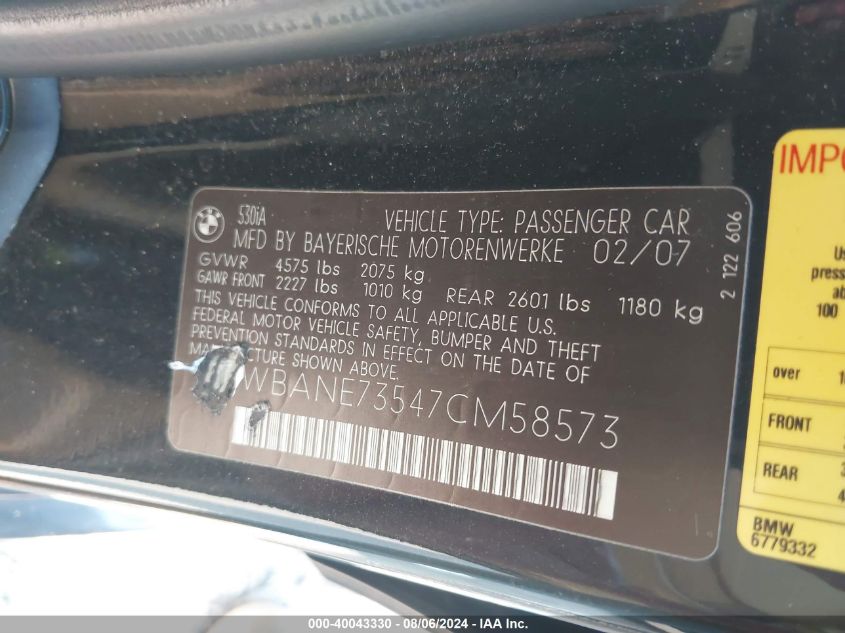 BMW
530iA
VEHICLE TYPE: PASSENGER CAR
MFD BY BAYERISCHE MOTORENWERKE 02/07
GVWR 4575 lbs 2075 kg
GAWR FRONT 2227 lbs 1010 kg REAR 2601 lbs 1180 kg
THIS VEHICLE CONFORMS TO ALL APPLICABLE U.S.
FEDERAL MOTOR VEHICLE SAFETY, BUMPER AND THEFT
PREVENTION STANDARDS IN EFFECT ON THE DATE OF
MANUFACTURE SHOWN ABOVE.
WBANE73547CM58573
2 122 606
100
over
FRONT
REAR
BMW
6779332
000-40043330 - 08/06/2024 - IAA Inc.